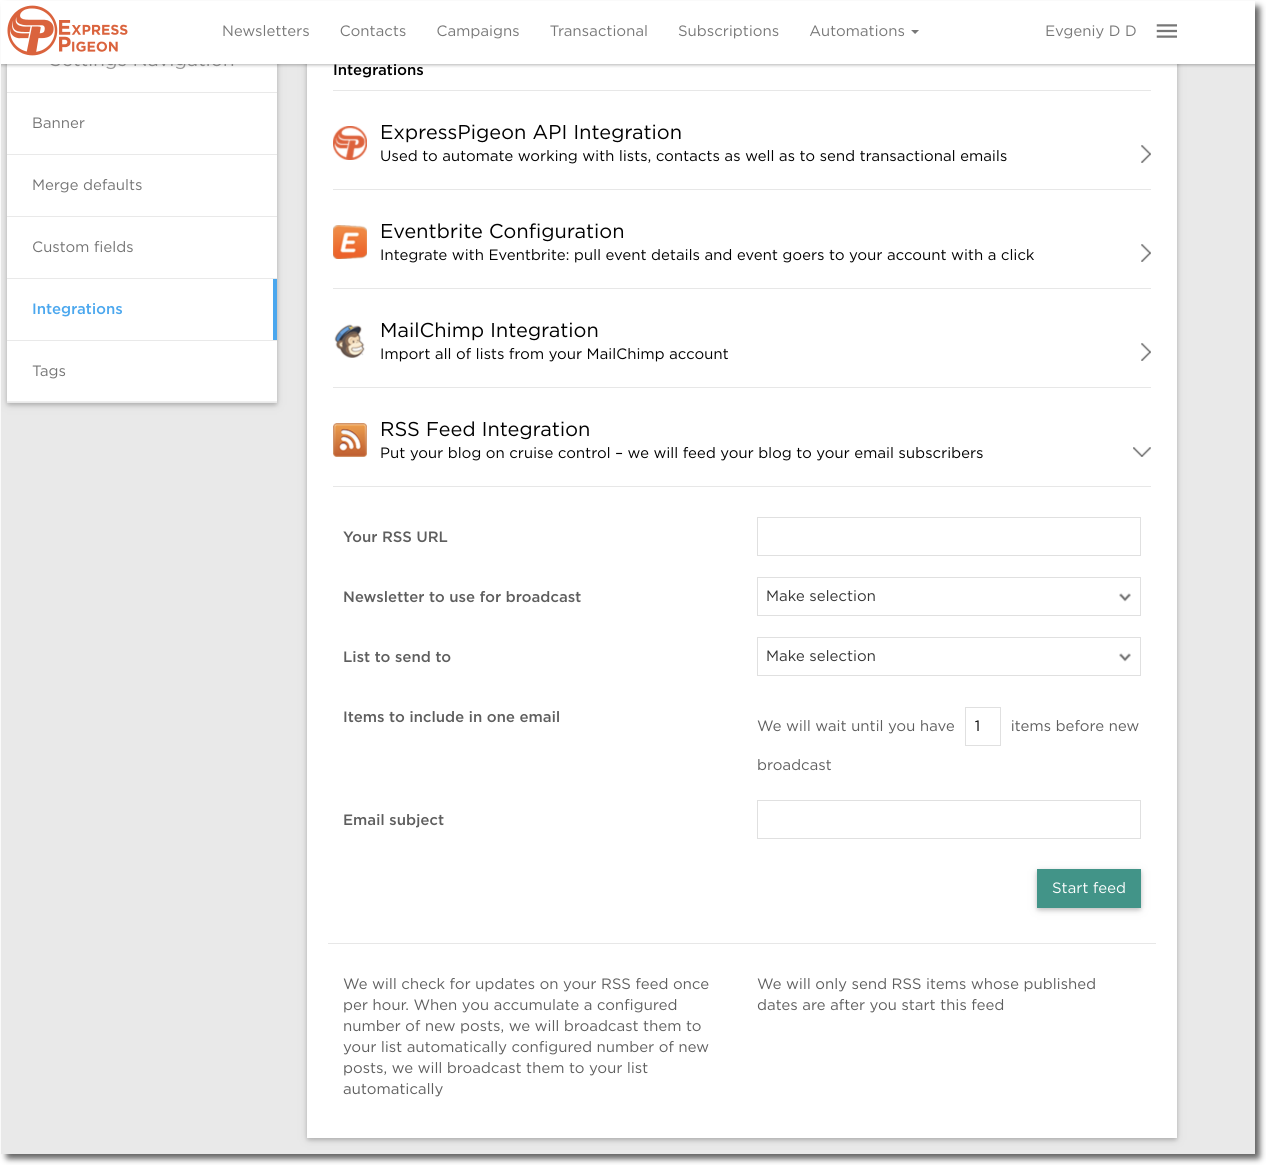 EXPRESS
PIGEON
Newsletters Contacts Campaigns Transactional Subscriptions Automations Evgeniy D D
Settings Navigation
Banner
Merge defaults
Custom fields
Integrations
Tags
Integrations
ExpressPigeon API Integration
Used to automate working with lists, contacts as well as to send transactional emails
Eventbrite Configuration
Integrate with Eventbrite: pull event details and event goers to your account with a click
MailChimp Integration
Import all of lists from your MailChimp account
RSS Feed Integration
Put your blog on cruise control – we will feed your blog to your email subscribers
Your RSS URL
Newsletter to use for broadcast Make selection
List to send to Make selection
Items to include in one email
We will wait until you have 1 items before new
broadcast
Email subject
Start feed
We will check for updates on your RSS feed once
per hour. When you accumulate a configured
number of new posts, we will broadcast them to
your list automatically configured number of new
posts, we will broadcast them to your list
automatically
We will only send RSS items whose published
dates are after you start this feed